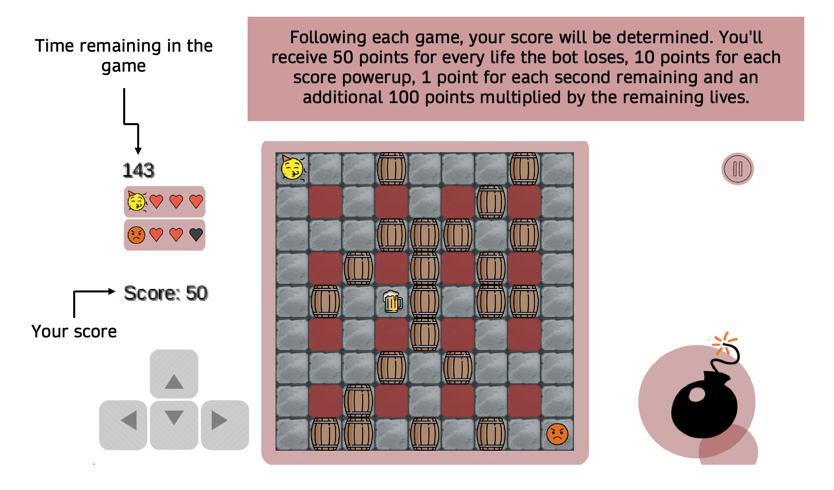 Time remaining in the
game
Following each game, your score will be determined. You'll
receive 50 points for every life the bot loses, 10 points for each
score powerup, 1 point for each second remaining and an
additional 100 points multiplied by the remaining lives.
143
Score: 50
Your score